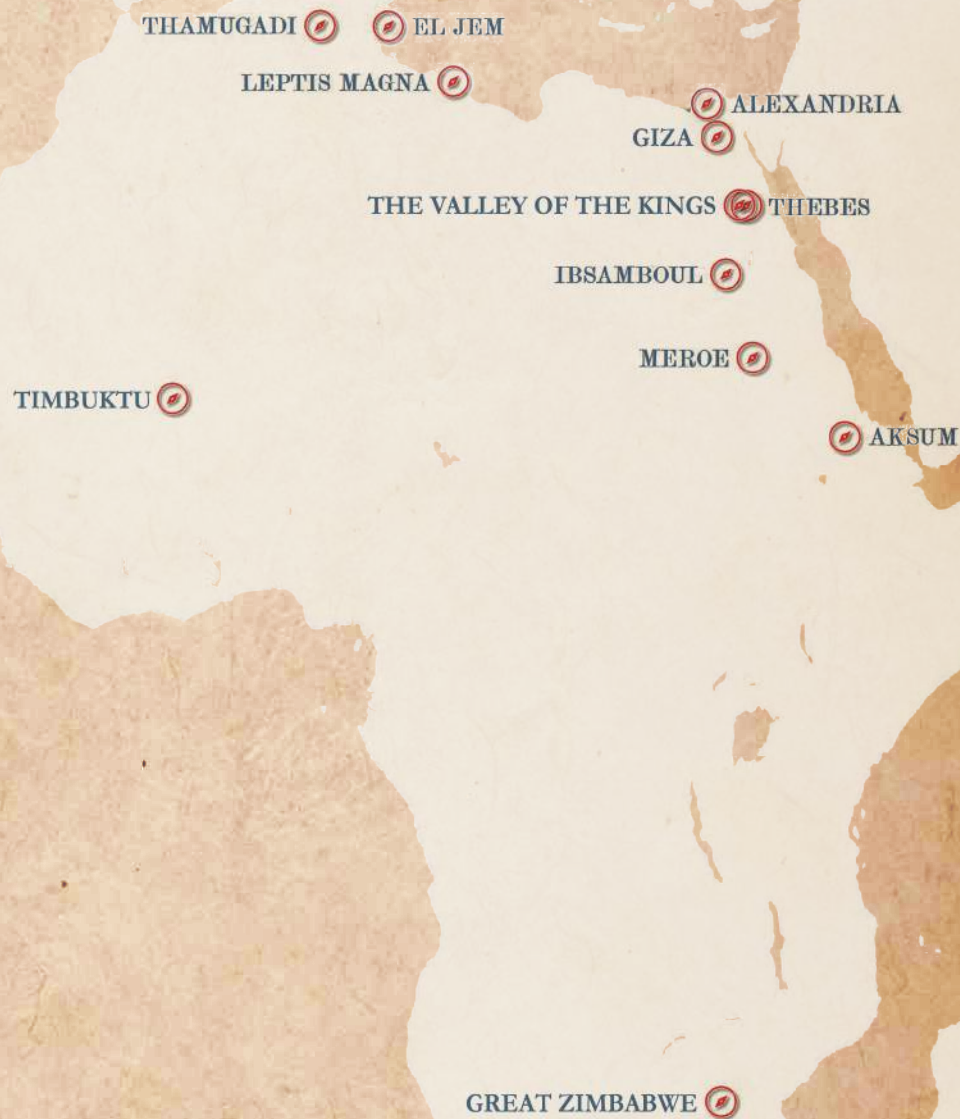 THAMUGADI
EL JEM
LEPTIS MAGNA
ALEXANDRIA
GIZA
THE VALLEY OF THE KINGS
THEBES
IBSAMBOUL
MEROE
TIMBUKTU
AKSUM
GREAT ZIMBABWE